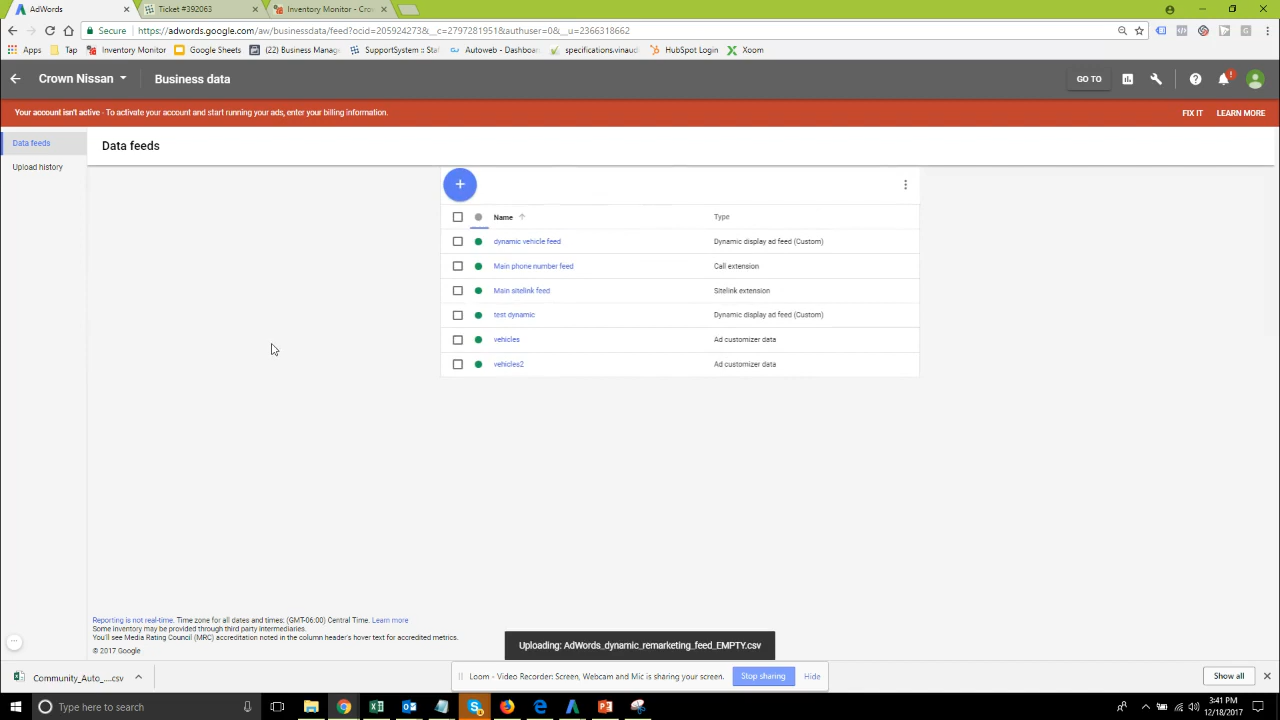 AdWords
Ticket #392063
Inventory Monitor - Cro
Secure
https://adwords.google.com/aw/businessdata/feed?ocid=205924273&__c=2797281951&authuser=0&__u=2366318662
Apps
Tap
Inventory Monitor
Google Sheets
(22) Business Manag
SupportSystem :: Sta
Autoweb - Dashboa
specificationsvinaud
HubSpot Login
Xoom
Crown Nissan
Business data
GO TO
Your account isn't active - To activate your account and start running your ads, enter your billing information.
FIX IT
LEARN MORE
Data feeds
Upload history
Data feeds
Name
Type
dynamic vehicle feed
Dynamic display ad feed (Custom)
Main phone number feed
Call extension
Main sitelink feed
Sitelink extension
test dynamic
Dynamic display ad feed (Custom)
vehicles
Ad customizer data
vehicles2
Ad customizer data
Reporting is not real-time. Time zone for all dates and times: (GMT-06:00) Central Time. Learn more
Some inventory may be provided through third party intermediaries.
You'll see Media Rating Council (MRC) accreditation noted in the column header's hover text for accredited metrics.
© 2017 Google
Uploading: AdWords_dynamic_remarketing_feed_EMPTY.csv
Community_Auto_....csv
Loom - Video Recorder: Screen, Webcam and Mic is sharing your screen.
Stop sharing
Hide
Show all
Type here to search
3:41 PM
12/18/2017